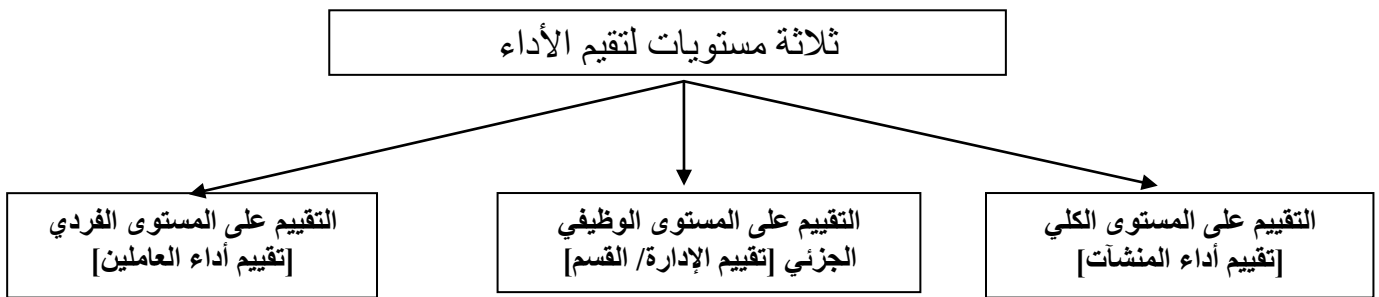 ثلاثة مستويات لتقيم الأداء
التقييم على المستوى الكلي
[تقييم أداء المنشآت]
التقييم على المستوى الوظيفي
الجزئي [تقييم الإدارة/ القسم]
التقييم على المستوى الفردي
[تقييم أداء العاملين]